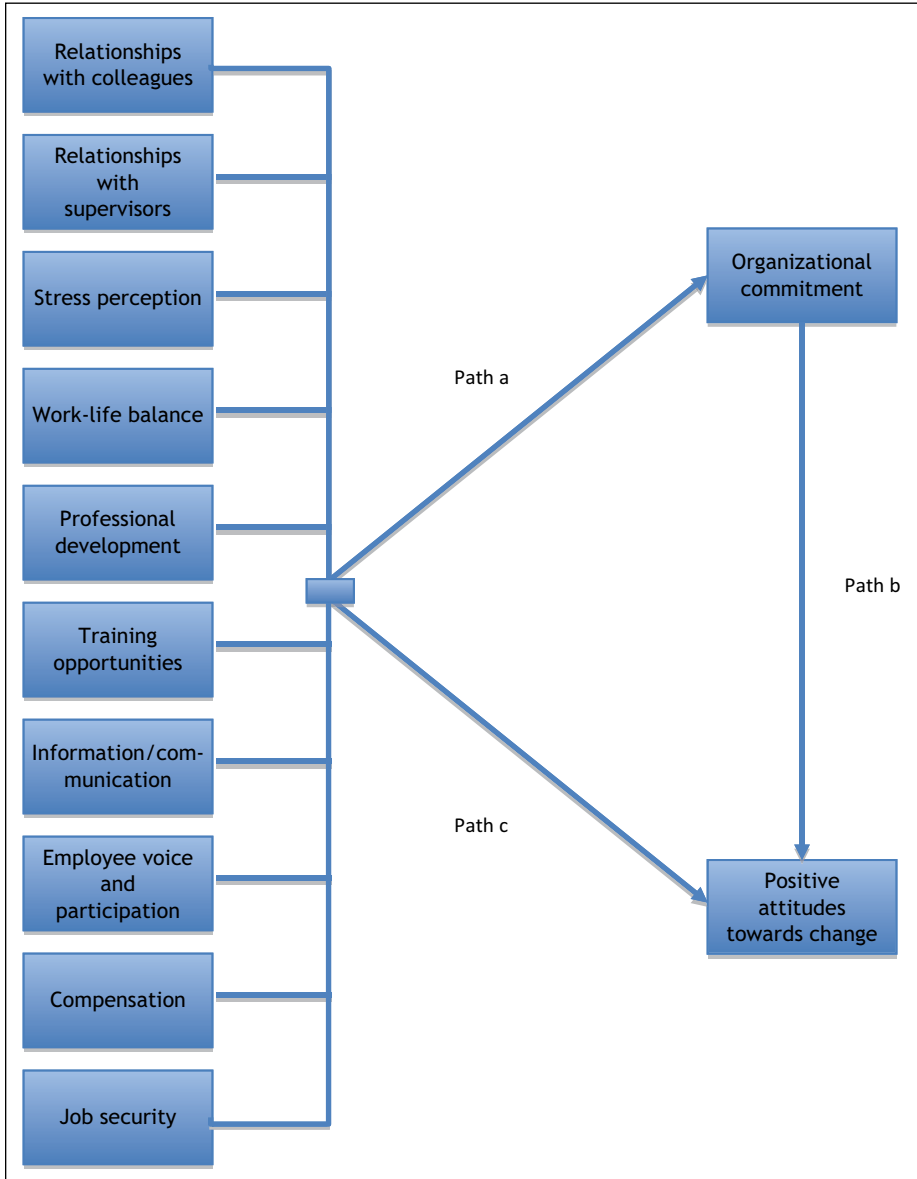 Relationships
with colleagues
Relationships
with
supervisors
Stress perception
Work-life balance
Professional
development
Training
opportunities
Information/com-
munication
Employee voice
and
participation
Compensation
Job security
Path a
Path c
Organizational
commitment
Path b
Positive
attitudes
towards change